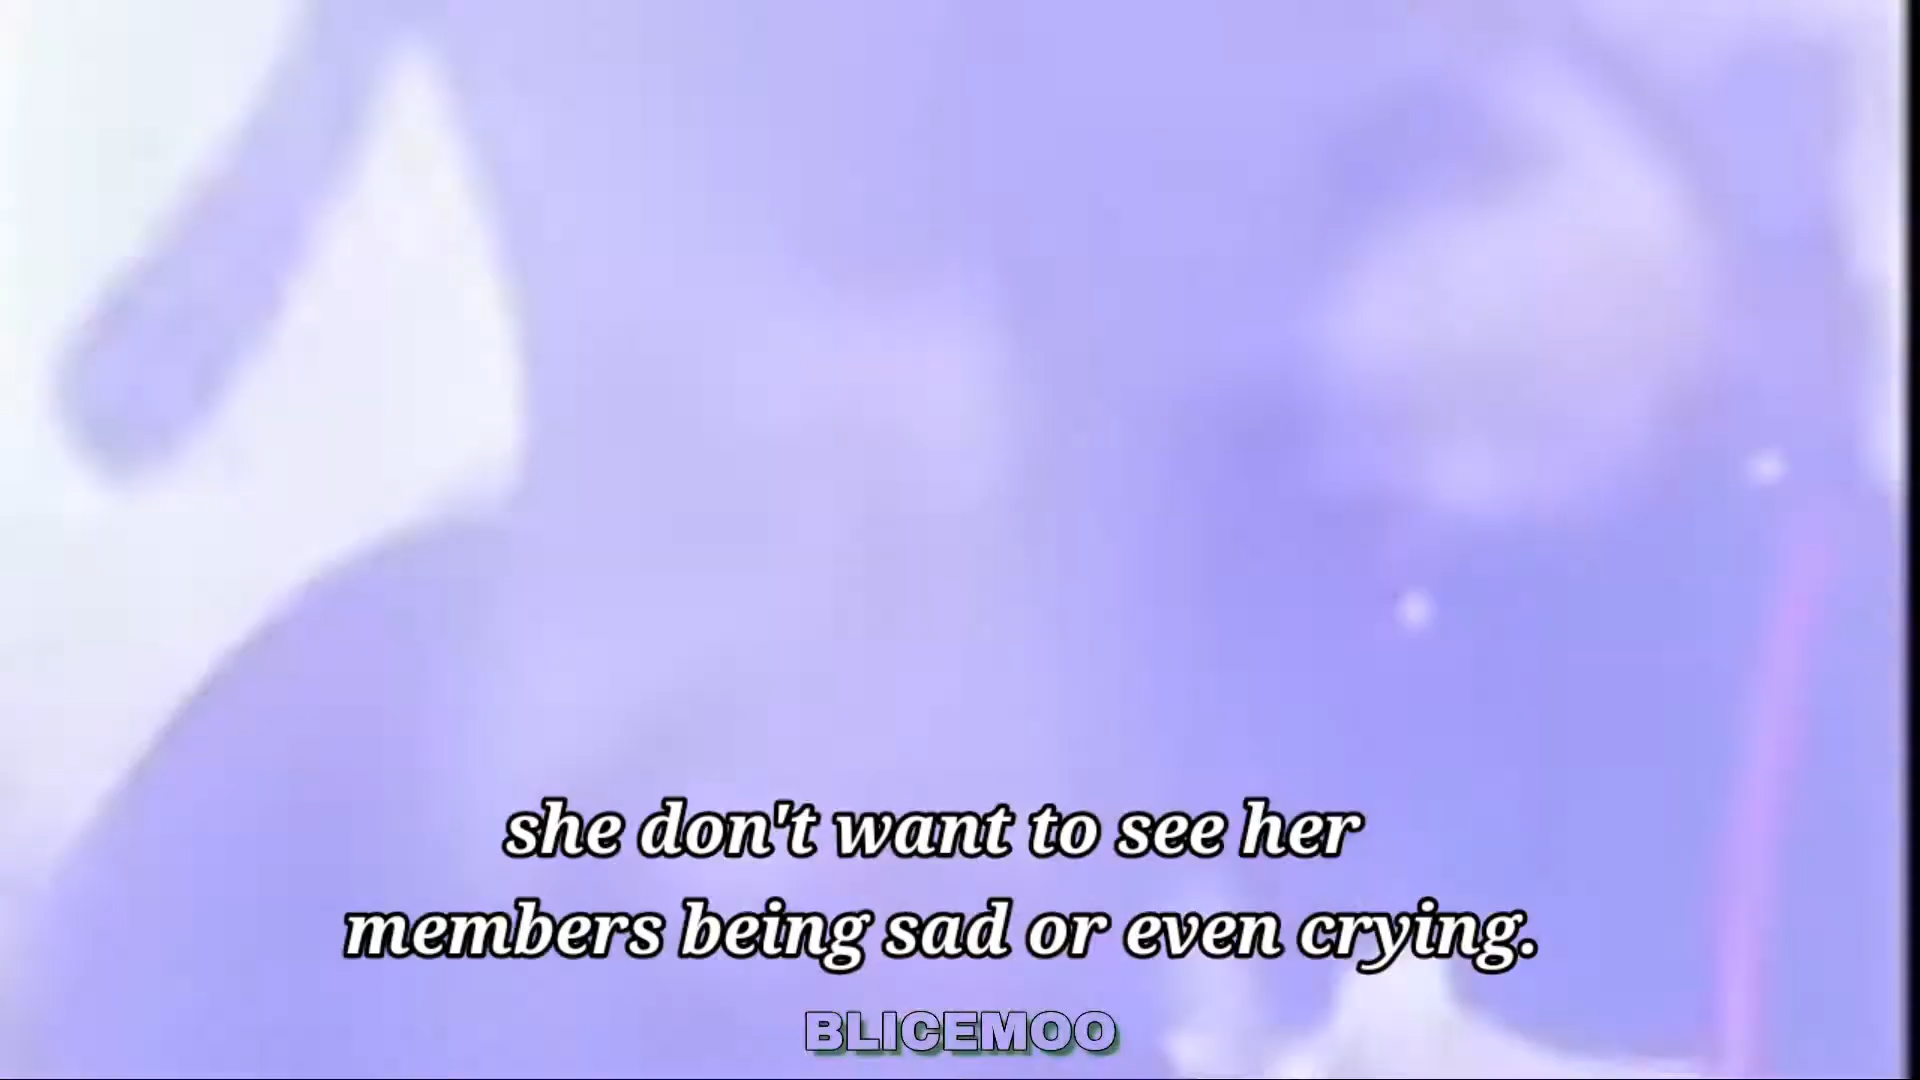 she don't want to see her
members being sad or even crying.
BLICEMOO